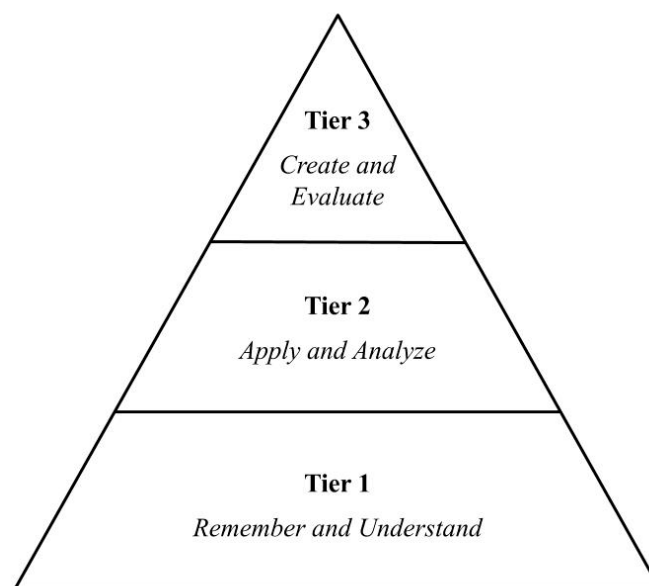 Tier 3
Create and
Evaluate
Tier 2
Apply and Analyze
Tier 1
Remember and Understand